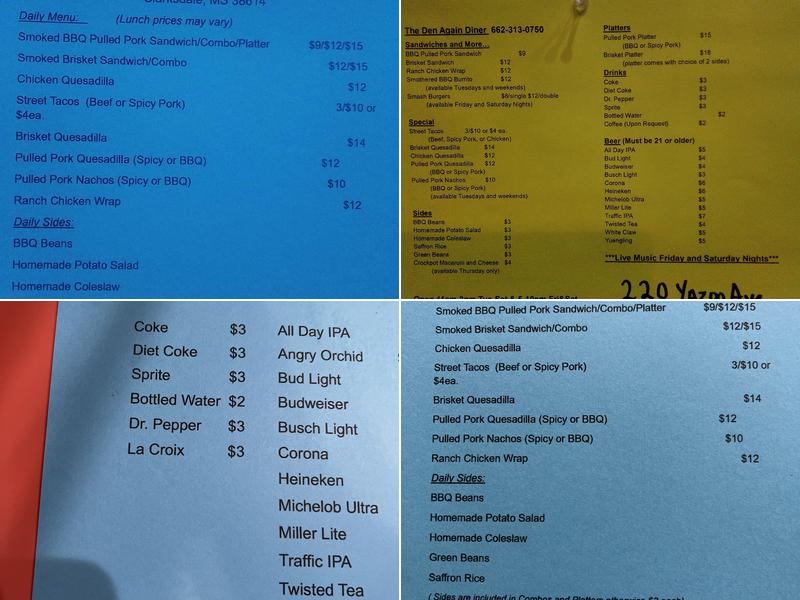 Clarksdale, MS 38614
Daily Menu: (Lunch prices may vary)
Smoked BBQ Pulled Pork Sandwich/Combo/Platter $9/$12/$15
Smoked Brisket Sandwich/Combo $12/$15
Chicken Quesadilla $12
Street Tacos (Beef or Spicy Pork) 3/$10 or
$4ea.
Brisket Quesadilla $14
Pulled Pork Quesadilla (Spicy or BBQ) $12
Pulled Pork Nachos (Spicy or BBQ) $10
Ranch Chicken Wrap $12
Daily Sides:
BBQ Beans
Homemade Potato Salad
Homemade Coleslaw
The Den Again Diner 662-313-0750
Sandwiches and More...
BBQ Pulled Pork Sandwich $9
Brisket Sandwich $12
Ranch Chicken Wrap $12
Smothered BBQ Burrito $12
(available Tuesdays and weekends)
Smash Burgers $8/single $12/double
(available Friday and Saturday Nights)
Special
Street Tacos 3/$10 or $4 ea.
(Beef, Spicy Pork, or Chicken)
Brisket Quesadilla $14
Chicken Quesadilla $12
Pulled Pork Quesadilla $12
(BBQ or Spicy Pork)
Pulled Pork Nachos $10
(BBQ or Spicy Pork)
(available Tuesdays and weekends)
Sides
BBQ Beans $3
Homemade Potato Salad $3
Homemade Coleslaw $3
Saffron Rice $3
Green Beans $3
Crockpot Macaroni and Cheese $4
(available Thursday only)
Platters
Pulled Pork Platter $15
(BBQ or Spicy Pork)
Brisket Platter $18
(platter comes with choice of 2 sides)
Drinks
Coke $3
Diet Coke $3
Dr. Pepper $3
Sprite $3
Bottled Water $2
Coffee (Upon Request) $2
Beer (Must be 21 or older)
All Day IPA $5
Bud Light $4
Budweiser $4
Busch Light $3
Corona $6
Heineken $6
Michelob Ultra $5
Miller Lite $5
Traffic IPA $7
Twisted Tea $4
White Claw $5
Yuengling $5
***Live Music Friday and Saturday Nights***
220 Yazoo Ave
Coke $3
Diet Coke $3
Sprite $3
Bottled Water $2
Dr. Pepper $3
La Croix $3
All Day IPA
Angry Orchid
Bud Light
Budweiser
Busch Light
Corona
Heineken
Michelob Ultra
Miller Lite
Traffic IPA
Twisted Tea
Smoked BBQ Pulled Pork Sandwich/Combo/Platter $9/$12/$15
Smoked Brisket Sandwich/Combo $12/$15
Chicken Quesadilla $12
Street Tacos (Beef or Spicy Pork) 3/$10 or
$4ea.
Brisket Quesadilla $14
Pulled Pork Quesadilla (Spicy or BBQ) $12
Pulled Pork Nachos (Spicy or BBQ) $10
Ranch Chicken Wrap $12
Daily Sides:
BBQ Beans
Homemade Potato Salad
Homemade Coleslaw
Green Beans
Saffron Rice
( Sides are included in Combos and Platters otherwise $3 each)